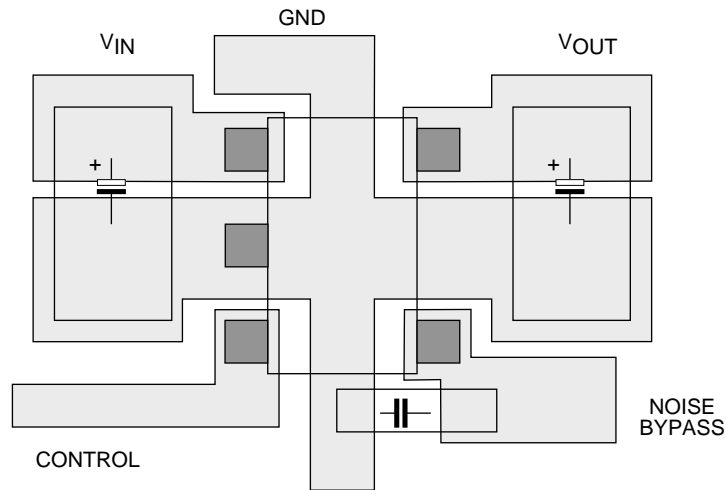 GND
VIN
VOUT
+
+
NOISE
BYPASS
CONTROL